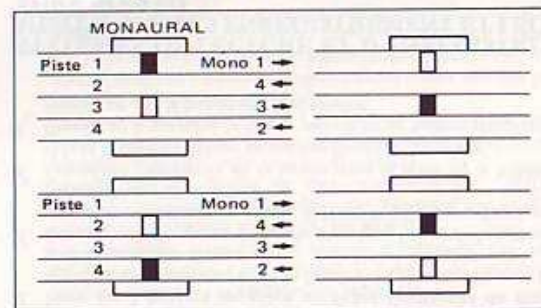 MONAURAL
Piste 1 Mono 1 →
2 4 ←
3 3 →
4 2 ←
Piste 1 Mono 1 →
2 4 ←
3 3 →
4 2 ←